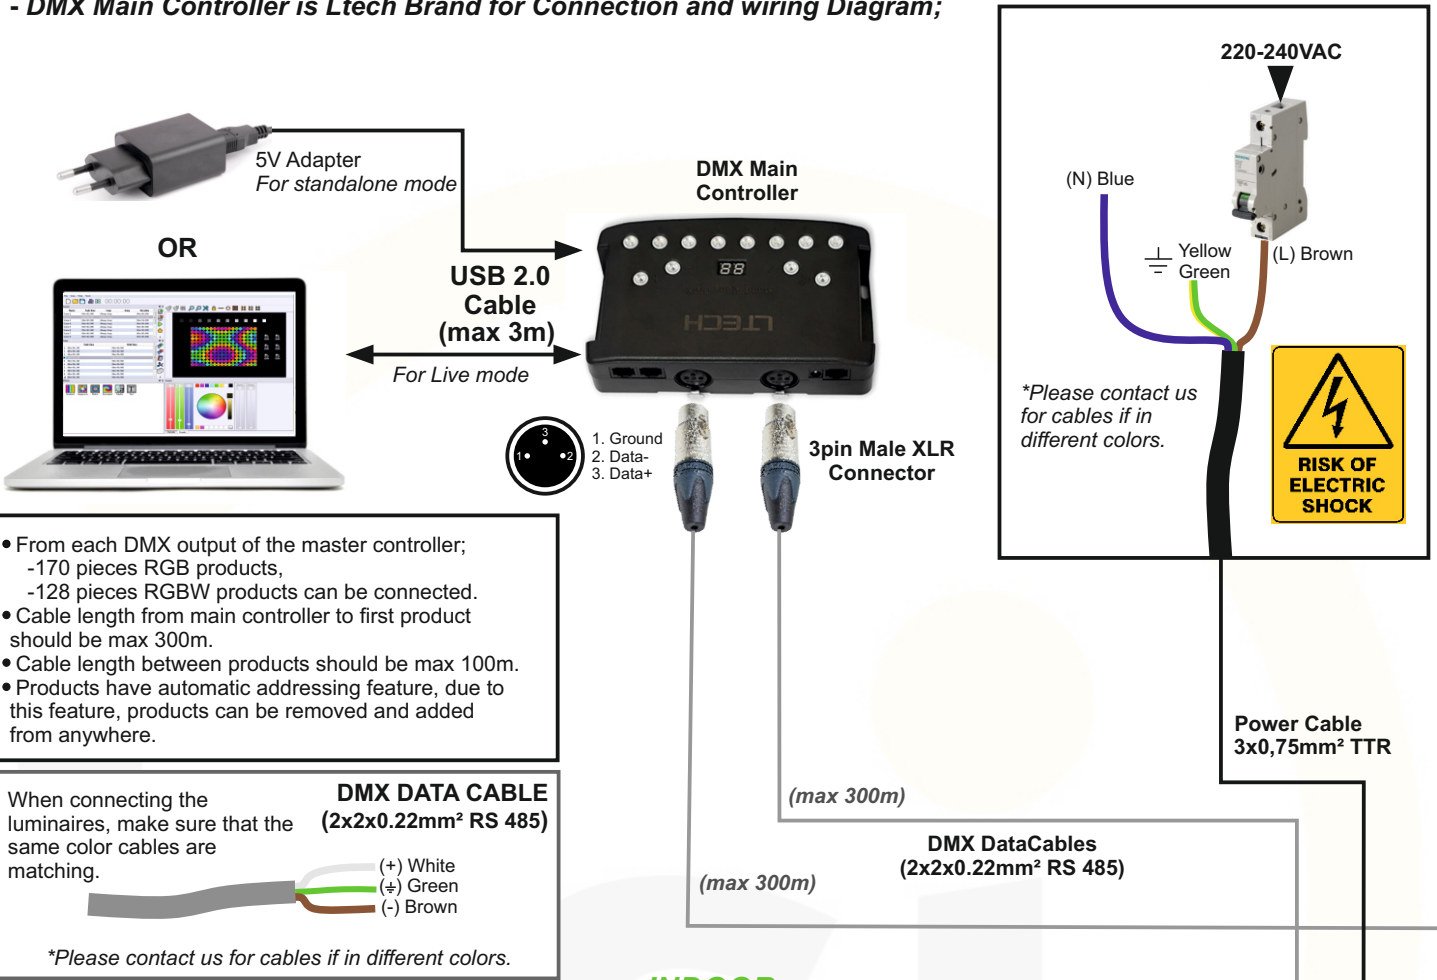 - DMX Main Controller is Ltech Brand for Connection and wiring Diagram;
220-240VAC
5V Adapter
For standalone mode
DMX Main
Controller
(N) Blue
Yellow
Green
(L) Brown
OR
USB 2.0
Cable
(max 3m)
For Live mode
88
LTECH
*Please contact us
for cables if in
different colors.
RISK OF
ELECTRIC
SHOCK
3
1
2
1. Ground
2. Data-
3. Data+
3pin Male XLR
Connector
• From each DMX output of the master controller;
-170 pieces RGB products,
-128 pieces RGBW products can be connected.
• Cable length from main controller to first product
should be max 300m.
• Cable length between products should be max 100m.
• Products have automatic addressing feature, due to
this feature, products can be removed and added
from anywhere.
Power Cable
3x0,75mm² TTR
When connecting the
luminaires, make sure that the
same color cables are
matching.
DMX DATA CABLE
(2x2x0.22mm² RS 485)
(+) White
(⏚) Green
(-) Brown
*Please contact us for cables if in different colors.
(max 300m)
DMX DataCables
(2x2x0.22mm² RS 485)
(max 300m)
INDOOR